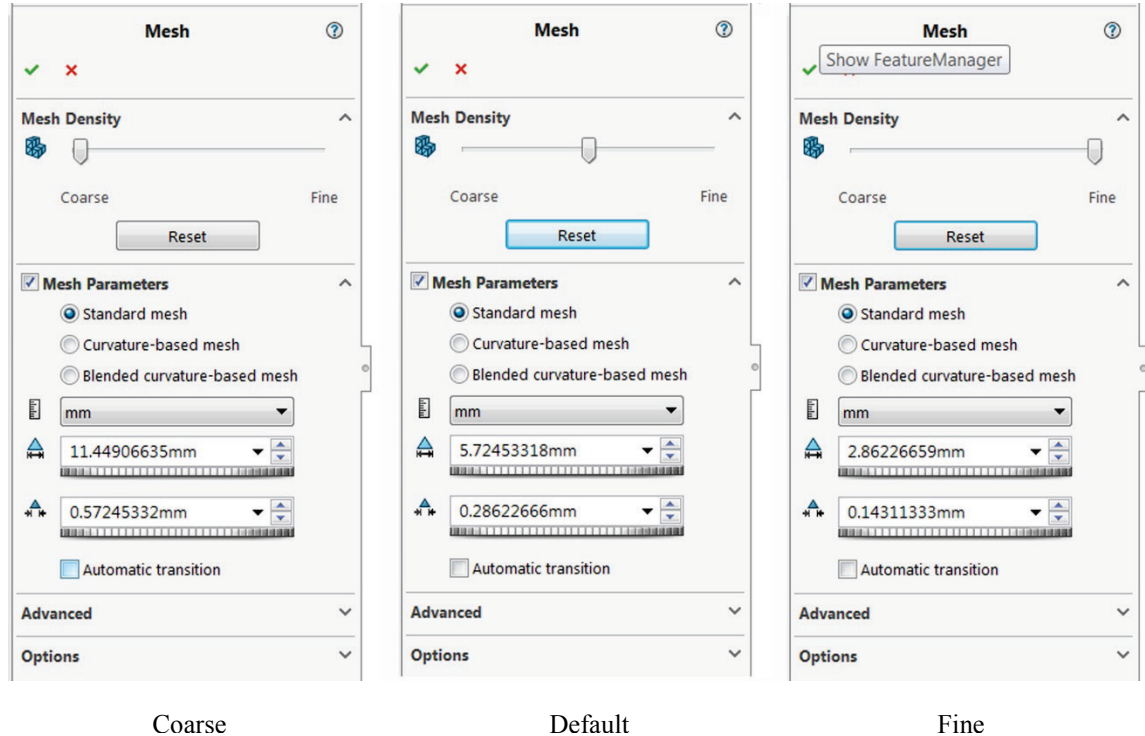 Mesh
Mesh Density
Coarse Fine
Reset
Mesh Parameters
Standard mesh
Curvature-based mesh
Blended curvature-based mesh
mm
11.44906635mm
0.57245332mm
Automatic transition
Advanced
Options
Coarse
Mesh
Mesh Density
Coarse Fine
Reset
Mesh Parameters
Standard mesh
Curvature-based mesh
Blended curvature-based mesh
mm
5.72453318mm
0.28622666mm
Automatic transition
Advanced
Options
Default
Mesh
Show FeatureManager
Mesh Density
Coarse Fine
Reset
Mesh Parameters
Standard mesh
Curvature-based mesh
Blended curvature-based mesh
mm
2.86226659mm
0.14311333mm
Automatic transition
Advanced
Options
Fine